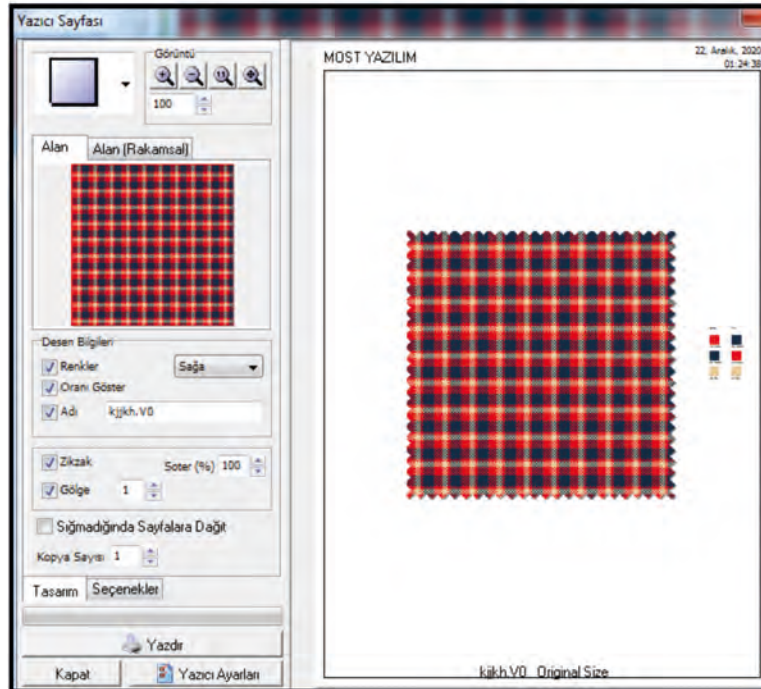 Yazıcı Sayfası
Görüntü
100
Alan
Alan (Rakamsal)
Desen Bilgileri
Renkler
Sağa
Oranı Göster
Adı
kjjkh.V0
Zikzak
Soter (%)
100
Gölge
1
Sığmadığında Sayfalara Dağıt
Kopya Sayısı
1
Tasarım
Seçenekler
Yazdır
Kapat
Yazıcı Ayarları
MOST YAZILIM
22, Aralık, 2020
01:24:38
kjjkh.V0 Original Size